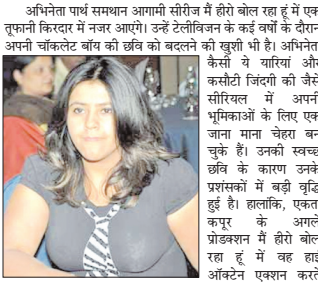 अभिनेता पार्थ समथान आगामी सीरीज मैं हीरो बोल रहा हूं में एक
तूफानी किरदार में नजर आएंगे। उन्हें टेलीविजन के कई वर्षों के दौरान
अपनी चॉकलेट बॉय की छवि को बदलने की खुशी भी है। अभिनेत
कैसी ये यारियां और
कसौटी जिंदगी की जैसे
सीरियल में अपनी
भूमिकाओं के लिए एक
जाना माना चेहरा बन
चुके हैं। उनकी स्वच्छ
छवि के कारण उनके
प्रशंसकों में बड़ी वृद्धि
हुई है। हालांकि, एकत
कपूर के अगले
प्रोडक्शन मैं हीरो बोल
रहा हूं में वह हाई
ऑक्टेन एक्शन करते